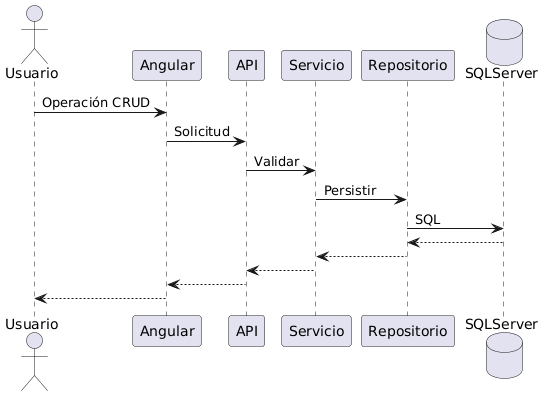 Usuario
Angular
API
Servicio
Repositorio
SQLServer
Operación CRUD
Solicitud
Validar
Persistir
SQL
Usuario
Angular
API
Servicio
Repositorio
SQLServer